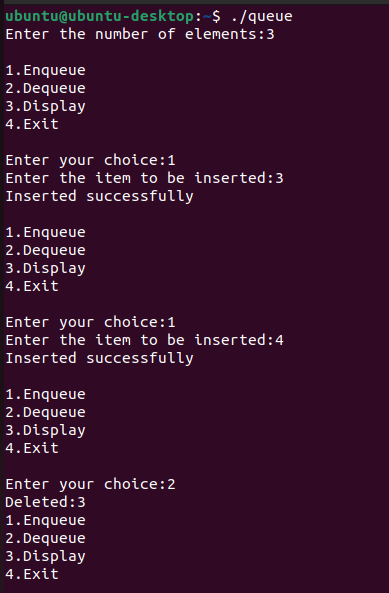 ubuntu@ubuntu-desktop:~$ ./queue
Enter the number of elements:3

1.Enqueue
2.Dequeue
3.Display
4.Exit

Enter your choice:1
Enter the item to be inserted:3
Inserted successfully

1.Enqueue
2.Dequeue
3.Display
4.Exit

Enter your choice:1
Enter the item to be inserted:4
Inserted successfully

1.Enqueue
2.Dequeue
3.Display
4.Exit

Enter your choice:2
Deleted:3
1.Enqueue
2.Dequeue
3.Display
4.Exit